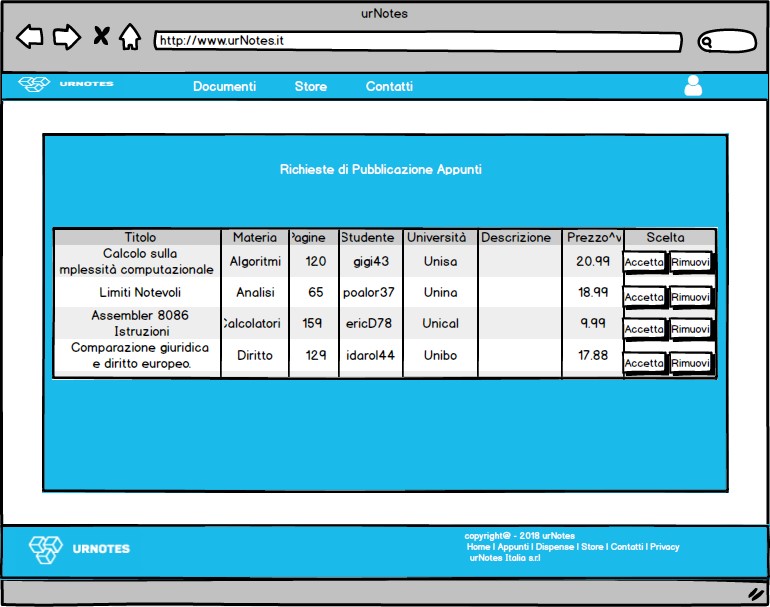 urNotes
http://www.urNotes.it
URNOTES Documenti Store Contatti
Richieste di Pubblicazione Appunti
Titolo Materia agine Studente Università Descrizione Prezzo^v Scelta
Calcolo sulla
mplessità computazionale Algoritmi 120 gigi43 Unisa 20.99 Accetta Rimuovi
Limiti Notevoli Analisi 65 poalor37 Unina 18.99 Accetta Rimuovi
Assembler 8086
Istruzioni Calcolatori 159 ericD78 Unical 9.99 Accetta Rimuovi
Comparazione giuridica
e diritto europeo. Diritto 129 idarol44 Unibo 17.88 Accetta Rimuovi
URNOTES
copyright@ - 2018 urNotes
Home | Appunti | Dispense | Store | Contatti | Privacy
urNotes Italia s.r.l